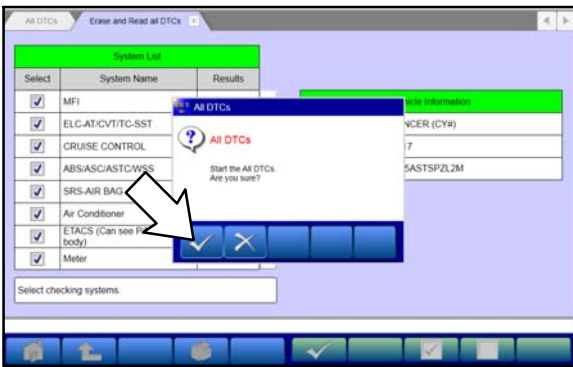 All DTCs
Erase and Read all DTCs
System List
Select
System Name
Results
MFI
ELC-AT/CVT/TC-SST
CRUISE CONTROL
ABS/ASC/ASTC/WSS
SRS-AIR BAG
Air Conditioner
ETACS (Can see
body)
Meter
Select checking systems.
All DTCs
All DTCs
Start the All DTCs.
Are you sure?
Information
(CY#)
7
5ASTSPZL2M